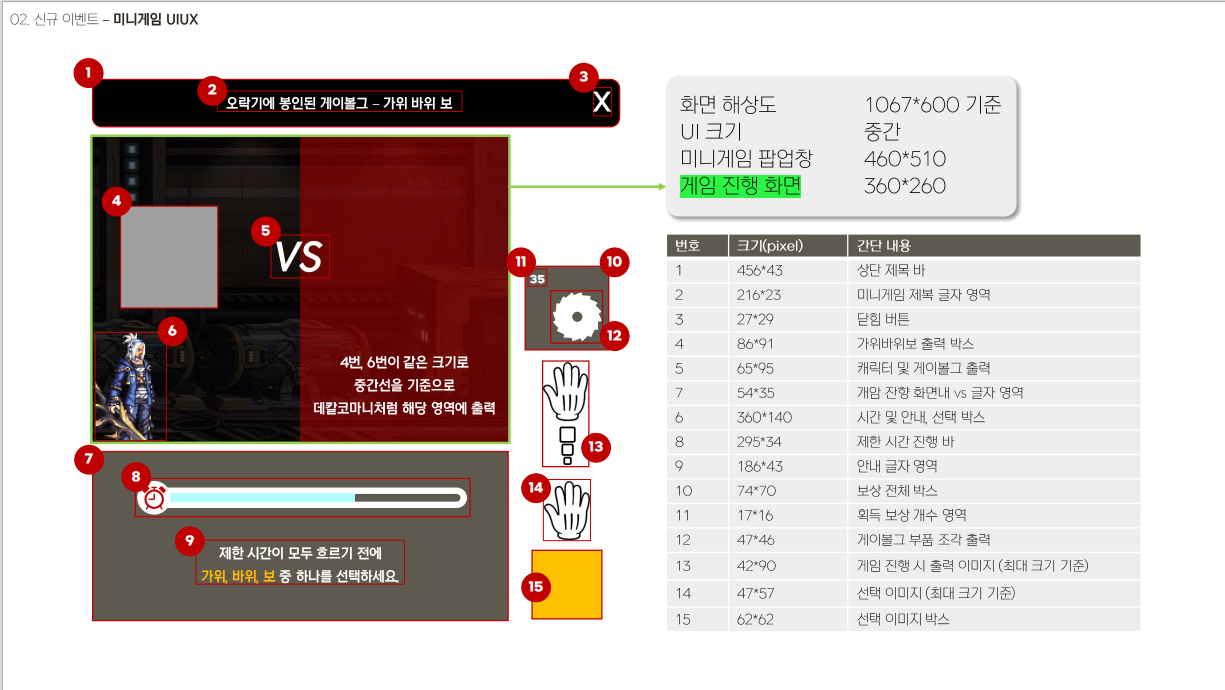 02. 신규 이벤트 – 미니게임 UIUX
1
2
3
오락기에 봉인된 게이볼그 – 가위 바위 보
X
4
5
VS
6
4번, 6번이 같은 크기로
중간선을 기준으로
데칼코마니처럼 해당 영역에 출력
7
8
9
제한 시간이 모두 흐르기 전에
가위, 바위, 보 중 하나를 선택하세요.
11
10
35
12
13
14
15
화면 해상도 1067*600 기준
UI 크기 중간
미니게임 팝업창 460*510
게임 진행 화면 360*260
번호 크기(pixel) 간단 내용
1 456*43 상단 제목 바
2 216*23 미니게임 제복 글자 영역
3 27*29 닫힘 버튼
4 86*91 가위바위보 출력 박스
5 65*95 캐릭터 및 게이볼그 출력
7 54*35 개암 잔향 화면내 vs 글자 영역
6 360*140 시간 및 안내, 선택 박스
8 295*34 제한 시간 진행 바
9 186*43 안내 글자 영역
10 74*70 보상 전체 박스
11 17*16 획득 보상 개수 영역
12 47*46 게이볼그 부품 조각 출력
13 42*90 게임 진행 시 출력 이미지 (최대 크기 기준)
14 47*57 선택 이미지 (최대 크기 기준)
15 62*62 선택 이미지 박스